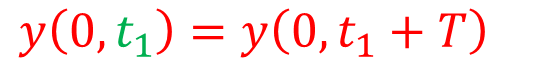 y(0, t₁) = y(0, t₁ + T)